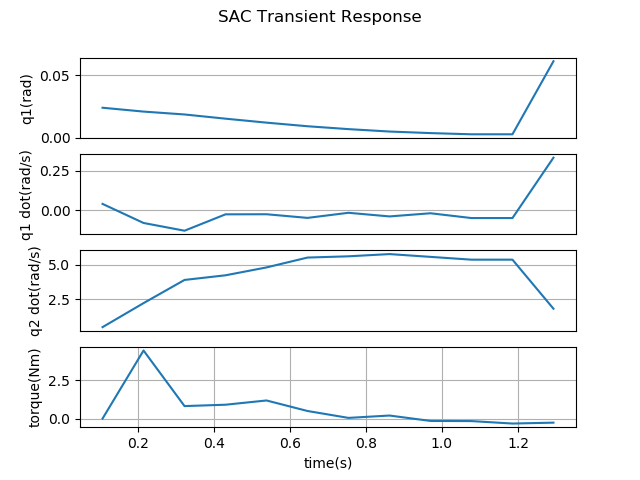 SAC Transient Response
q1(rad)
0.05
0.00
q1 dot(rad/s)
0.25
0.00
q2 dot(rad/s)
5.0
2.5
torque(Nm)
2.5
0.0
0.2 0.4 0.6 0.8 1.0 1.2
time(s)